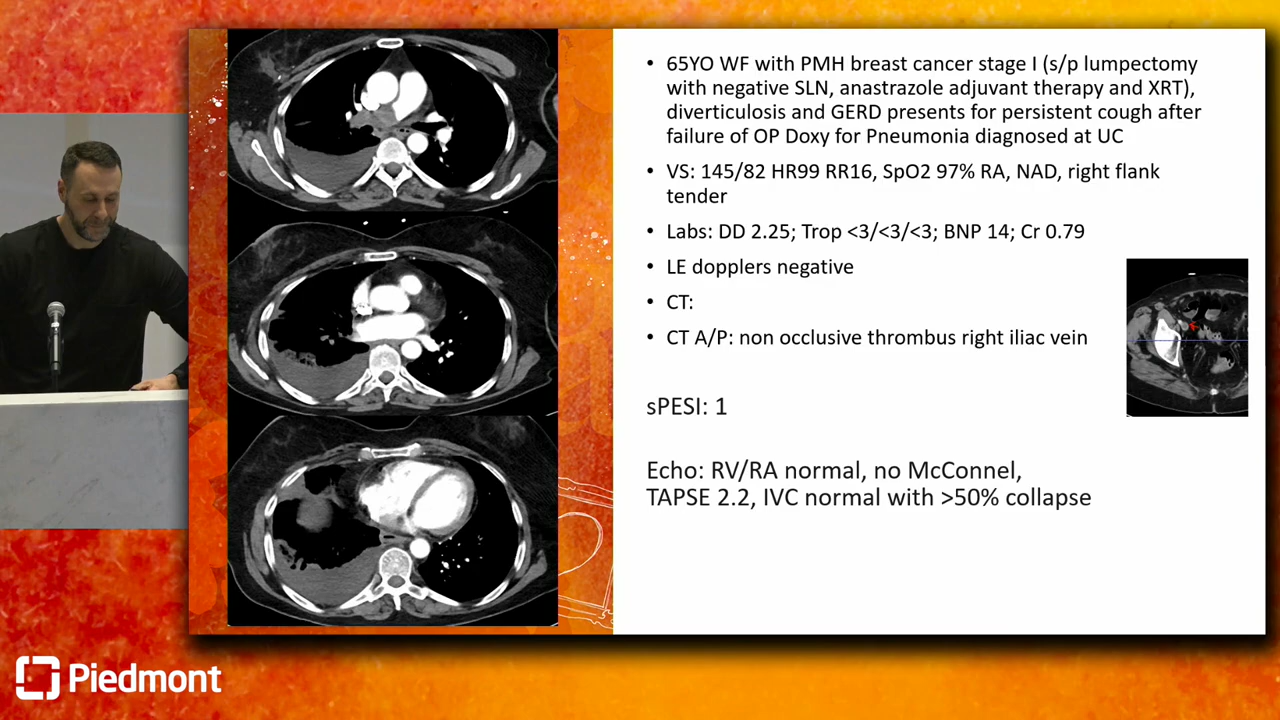 • 65YO WF with PMH breast cancer stage I (s/p lumpectomy
with negative SLN, anastrazole adjuvant therapy and XRT),
diverticulosis and GERD presents for persistent cough after
failure of OP Doxy for Pneumonia diagnosed at UC
• VS: 145/82 HR99 RR16, SpO2 97% RA, NAD, right flank
tender
• Labs: DD 2.25; Trop <3/<3/<3; BNP 14; Cr 0.79
• LE dopplers negative
• CT:
• CT A/P: non occlusive thrombus right iliac vein
sPESI: 1
Echo: RV/RA normal, no McConnel,
TAPSE 2.2, IVC normal with >50% collapse
Piedmont